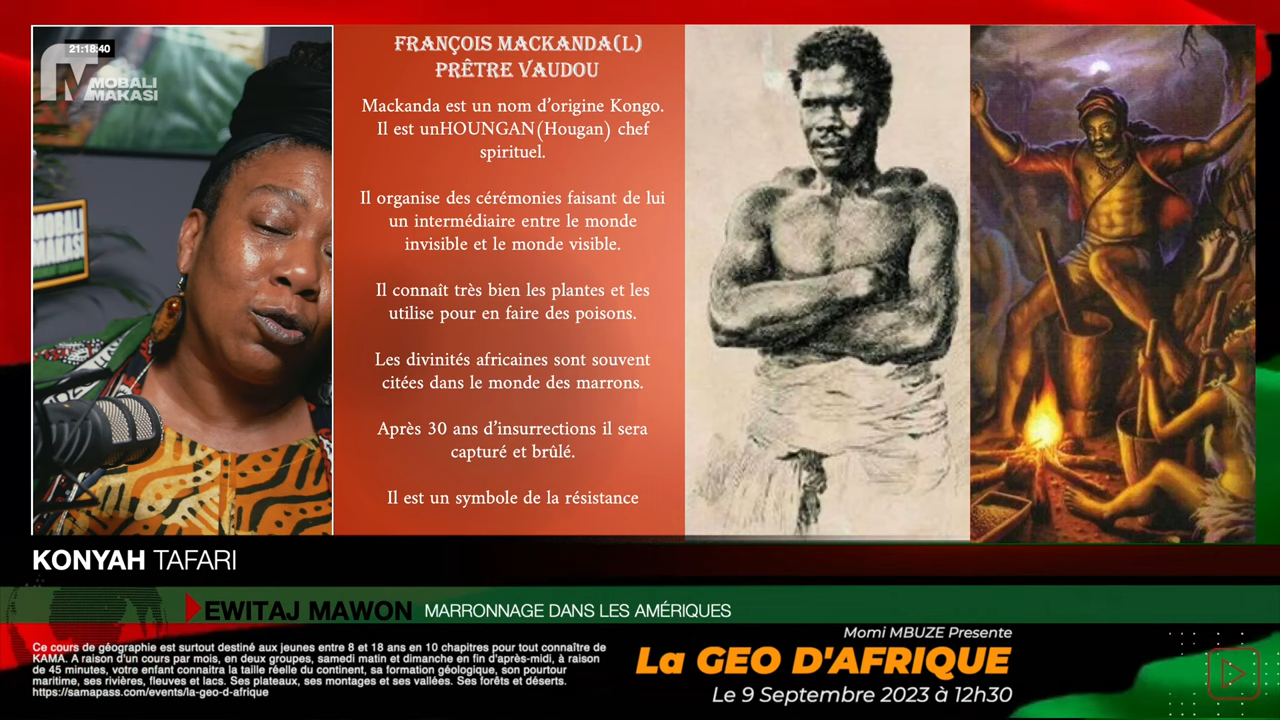 21:18:40
MOBALI
MAKASI
MOBALI
MAKASI
FRANÇOIS MACKANDA(L)
PRÊTRE VAUDOU
Mackanda est un nom d'origine Kongo.
Il est unHOUNGAN(Hougan) chef
spirituel.
Il organise des cérémonies faisant de lui
un intermédiaire entre le monde
invisible et le monde visible.
Il connaît très bien les plantes et les
utilise pour en faire des poisons.
Les divinités africaines sont souvent
citées dans le monde des marrons.
Après 30 ans d'insurrections il sera
capturé et brûlé.
Il est un symbole de la résistance
KONYAH TAFARI
EWITAJ MAWON MARRONNAGE DANS LES AMÉRIQUES
Ce cours de géographie est surtout destiné aux jeunes entre 8 et 18 ans en 10 chapitres pour tout connaître de
KAMA. A raison d'un cours par mois, en deux groupes, samedi matin et dimanche en fin d'après-midi, à raison
de 45 minutes, votre enfant connaitra la taille réelle du continent, sa formation géologique, son pourtour
maritime, ses rivières, fleuves et lacs. Ses plateaux, ses montages et ses vallées. Ses forêts et déserts.
https://samapass.com/events/la-geo-d-afrique
Momi MBUZE Presente
La GEO D'AFRIQUE
Le 9 Septembre 2023 à 12h30